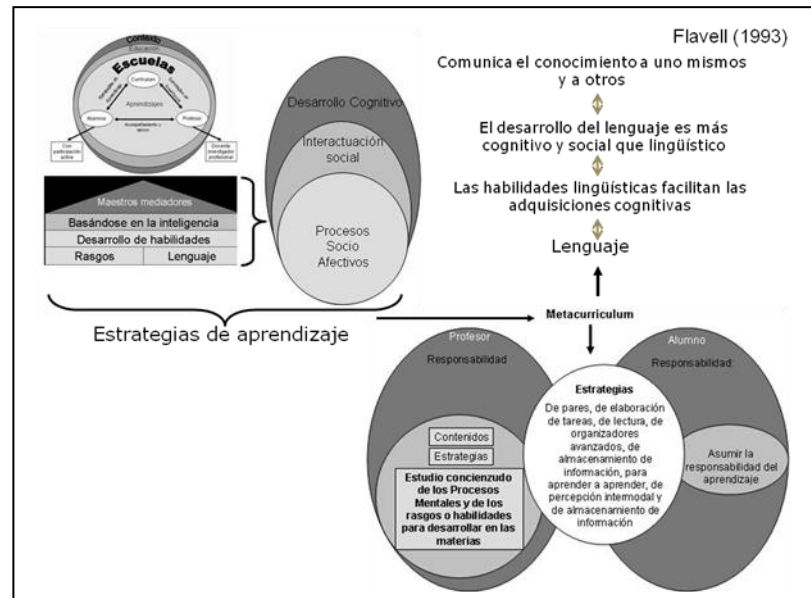 Flavell (1993)
Contexto
Educación
Escuelas
Curriculum
Aprendizajes
Alumnos
Profesor
Acompañamiento y
Con
participación
activa
Docente
investigador
profesional
Maestros mediadores
Basándose en la inteligencia
Desarrollo de habilidades
Rasgos
Lenguaje
Desarrollo Cognitivo
Interactuación
social
Procesos
Socio
Afectivos
Comunica el conocimiento a uno mismos
y a otros
El desarrollo del lenguaje es más
cognitivo y social que lingüístico
Las habilidades lingüísticas facilitan las
adquisiciones cognitivas
Lenguaje
Estrategias de aprendizaje
Metacurriculum
Profesor
Responsabilidad
Contenidos
Estrategias
Estudio concienzudo
de los Procesos
Mentales y de los
rasgos o habilidades
para desarrollar en las
materias
Estrategias
De pares, de elaboración
de tareas, de lectura, de
organizadores
avanzados, de
almacenamiento de
información, para
aprender a aprender, de
percepción intermodal y
de almacenamiento de
información
Alumno
Responsabilidad:
Asumir la
responsabilidad del
aprendizaje